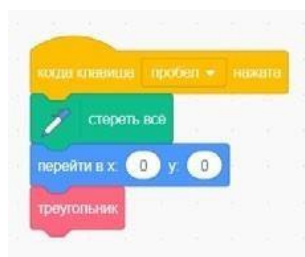 когда клавиша пробел нажата
стереть всё
перейти в x: 0 y: 0
треугольник